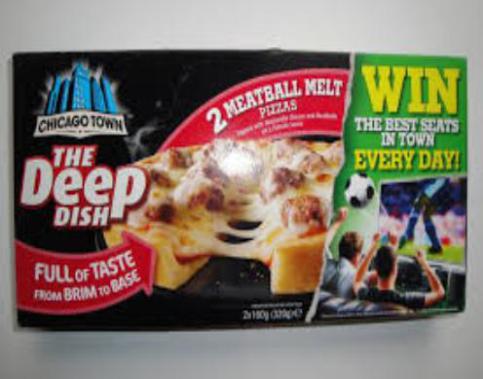 CHICAGO TOWN
THE
Deep
DISH
FULL OF TASTE
FROM BRIM TO BASE
2 MEATBALL MELT
PIZZAS
WIN
THE BEST SEATS
IN TOWN
EVERY DAY!
2x160g (320g)e